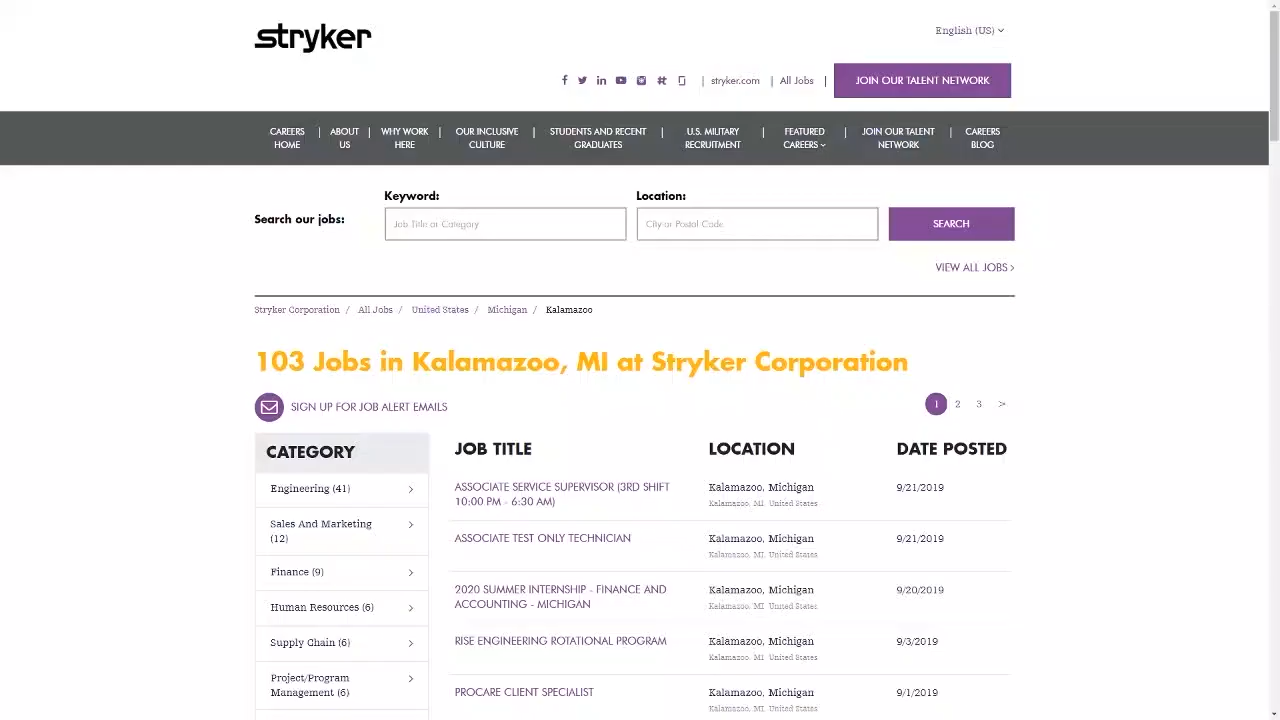 stryker
English (US)
| stryker.com | All Jobs | JOIN OUR TALENT NETWORK
CAREERS HOME | ABOUT US | WHY WORK HERE | OUR INCLUSIVE CULTURE | STUDENTS AND RECENT GRADUATES | U.S. MILITARY RECRUITMENT | FEATURED CAREERS | JOIN OUR TALENT NETWORK | CAREERS BLOG
Keyword: Location:
Search our jobs: Job Title or Category City or Postal Code SEARCH
VIEW ALL JOBS >
Stryker Corporation / All Jobs / United States / Michigan / Kalamazoo
103 Jobs in Kalamazoo, MI at Stryker Corporation
SIGN UP FOR JOB ALERT EMAILS
1 2 3 >
CATEGORY
Engineering (41)
Sales And Marketing
(12)
Finance (9)
Human Resources (6)
Supply Chain (6)
Project/Program
Management (6)
JOB TITLE LOCATION DATE POSTED
ASSOCIATE SERVICE SUPERVISOR (3RD SHIFT Kalamazoo, Michigan 9/21/2019
10:00 PM - 6:30 AM) Kalamazoo, MI, United States
ASSOCIATE TEST ONLY TECHNICIAN Kalamazoo, Michigan 9/21/2019
Kalamazoo, MI, United States
2020 SUMMER INTERNSHIP - FINANCE AND Kalamazoo, Michigan 9/20/2019
ACCOUNTING - MICHIGAN Kalamazoo, MI, United States
RISE ENGINEERING ROTATIONAL PROGRAM Kalamazoo, Michigan 9/3/2019
Kalamazoo, MI, United States
PROCARE CLIENT SPECIALIST Kalamazoo, Michigan 9/1/2019
Kalamazoo, MI, United States